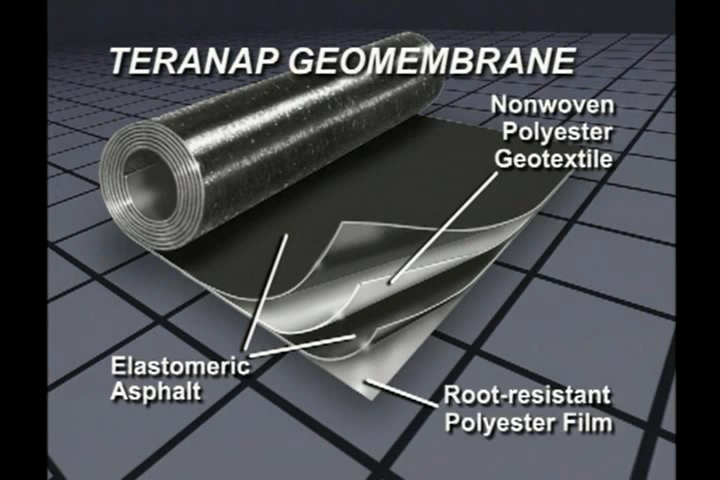 TERANAP GEOMEMBRANE
Nonwoven
Polyester
Geotextile
Elastomeric
Asphalt
Root-resistant
Polyester Film